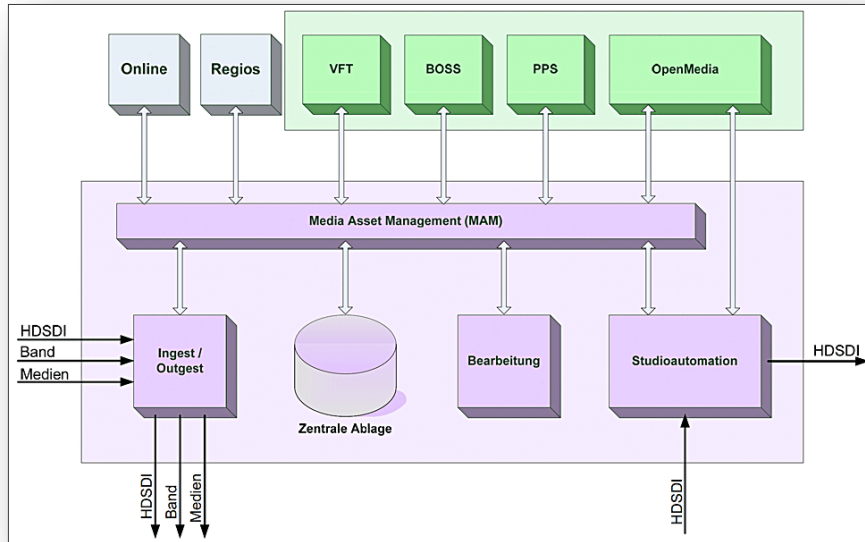 Online
Regios
VFT
BOSS
PPS
OpenMedia
Media Asset Management (MAM)
HDSDI
Band
Medien
Ingest /
Outgest
Zentrale Ablage
Bearbeitung
Studioautomation
HDSDI
HDSDI
Band
Medien
HDSDI